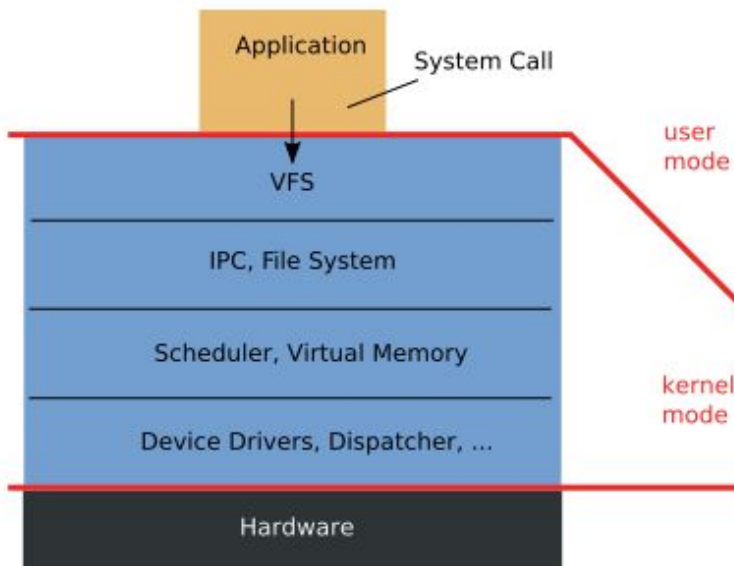 Application
System Call
user
mode
VFS
IPC, File System
Scheduler, Virtual Memory
kernel
mode
Device Drivers, Dispatcher, ...
Hardware